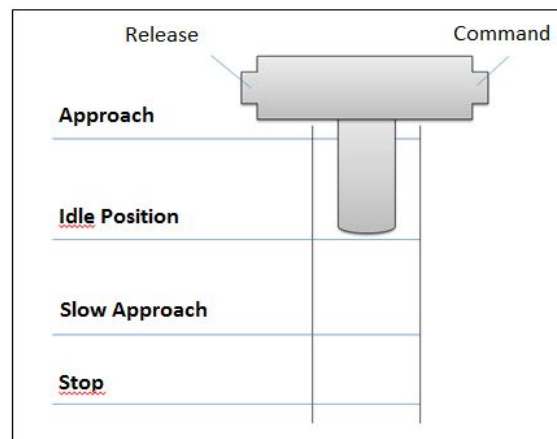 Release
Command
Approach
Idle Position
Slow Approach
Stop